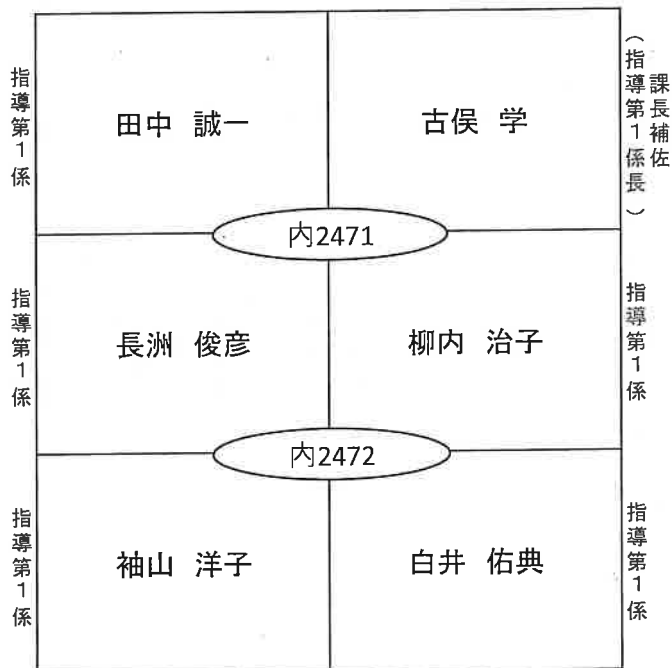 指導第1係
田中 誠一
古俣 学
課長補佐
（指導第1係長）
内2471
指導第1係
長洲 俊彦
柳内 治子
指導第1係
内2472
指導第1係
袖山 洋子
白井 佑典
指導第1係